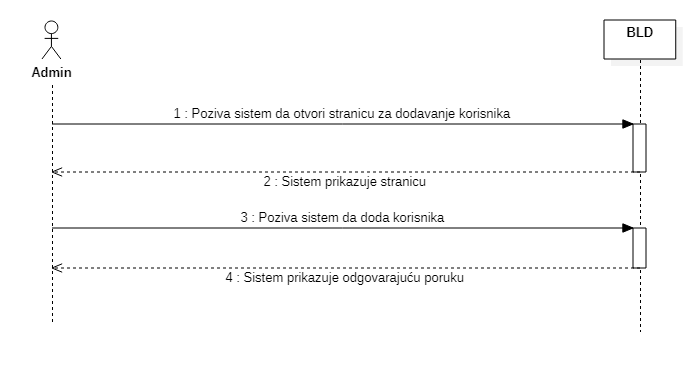 BLD
Admin
1 : Poziva sistem da otvori stranicu za dodavanje korisnika
2 : Sistem prikazuje stranicu
3 : Poziva sistem da doda korisnika
4 : Sistem prikazuje odgovarajuću poruku